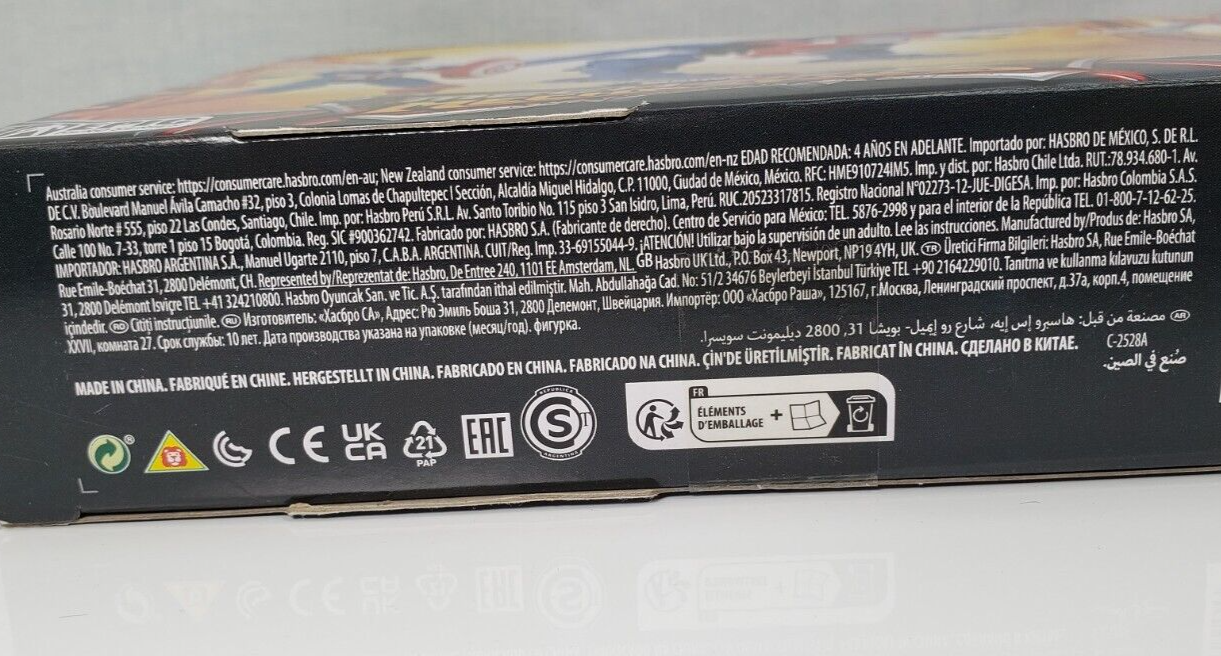 Australia consumer service: https://consumercare.hasbro.com/en-au; New Zealand consumer service: https://consumercare.hasbro.com/en-nz EDAD RECOMENDADA: 4 AÑOS EN ADELANTE. Importado por: HASBRO DE MÉXICO, S. DE R.L.
DE C.V. Boulevard Manuel Ávila Camacho #32, piso 3, Colonia Lomas de Chapultepec I Sección, Alcaldía Miguel Hidalgo, C.P. 11000, Ciudad de México, México. RFC: HME910724IM5. Imp. y dist. por: Hasbro Chile Ltda. RUT.:78.934.680-1. Av.
Rosario Norte # 555, piso 22 Las Condes, Santiago, Chile. Imp. por: Hasbro Perú S.R.L. Av. Santo Toribio No. 115 piso 3 San Isidro, Lima, Perú. RUC 20523317815. Registro Nacional N°02273-12-JUE-DIGESA. Imp. por: Hasbro Colombia S.A.S.
Calle 100 No. 7-33, torre 1 piso 15 Bogotá, Colombia. Reg. SIC #900362742. Fabricado por: HASBRO S.A. (Fabricante de derecho). Centro de Servicio para México: TEL. 5876-2998 y para el interior de la República TEL. 01-800-7-12-62-25.
IMPORTADOR: HASBRO ARGENTINA S.A., Manuel Ugarte 2110, piso 7, C.A.B.A. ARGENTINA. CUIT/Reg. Imp. 33-69155044-9. ¡ATENCIÓN! Utilizar bajo la supervisión de un adulto. Lee las instrucciones. Manufactured by/Produs de: Hasbro SA,
Rue Emile-Boéchat 31, 2800 Delémont, CH. Represented by/Reprezentat de: Hasbro, De Entree 240, 1101 EE Amsterdam, NL. GB Hasbro UK Ltd., P.O. Box 43, Newport, NP19 4YH, UK. TR Üretici Firma Bilgileri: Hasbro SA, Rue Emile-Boéchat
31, 2800 Delémont İsviçre TEL +41 324210800. Hasbro Oyuncak San. ve Tic. A.Ş. tarafından ithal edilmiştir. Mah. Abdullahağa Cad. No: 51/2 34676 Beylerbeyi İstanbul Türkiye TEL +90 2164229010. Tanıtma ve kullanma kılavuzu kutunun
içindedir. RO Citiți instrucțiunile. RU Изготовитель: «Хасбро СА», Адрес: Рю Эмиль Боша 31, 2800 Делемонт, Швейцария. Импортёр: ООО «Хасбро Раша», 125167, г.Москва, Ленинградский проспект, д.37а, корп.4, помещение
XXVII, комната 27. Срок службы: 10 лет. Дата производства указана на упаковке (месяц/год). фигурка.
AR مصنعة من قبل: هاسبرو إس إيه، شارع رو إيميل- بويشا 31، 2800 ديليمونت سويسرا.
MADE IN CHINA. FABRIQUÉ EN CHINE. HERGESTELLT IN CHINA. FABRICADO EN CHINA. FABRICADO NA CHINA. ÇİN'DE ÜRETİLMİŞTİR. FABRICAT ÎN CHINA. СДЕЛАНО В КИТАЕ.
C-2528A
صُنع في الصين.
® CE UK CA 21 PAP EAC REPUBLICA S ARGENTINA
FR
ÉLÉMENTS
D'EMBALLAGE +